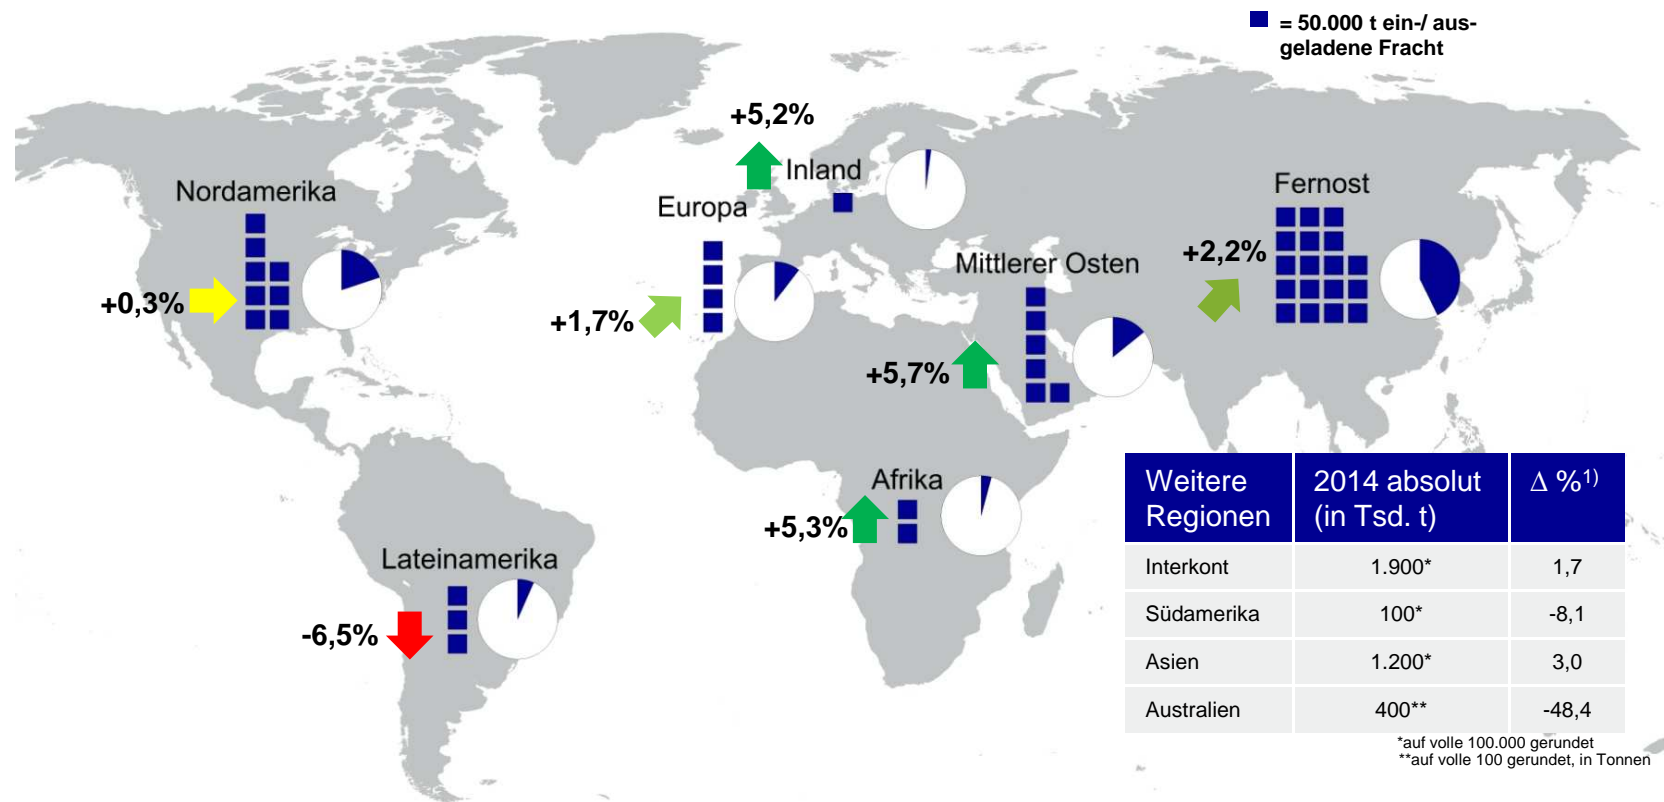 = 50.000 t ein-/ aus-
geladene Fracht
+5,2%
Inland
Nordamerika
Europa
Fernost
Mittlerer Osten
+2,2%
+0,3%
+1,7%
+5,7%
Afrika
+5,3%
Lateinamerika
-6,5%
Weitere Regionen | 2014 absolut (in Tsd. t) | Δ %1)
Interkont 1.900* 1,7
Südamerika 100* -8,1
Asien 1.200* 3,0
Australien 400** -48,4
*auf volle 100.000 gerundet
**auf volle 100 gerundet, in Tonnen